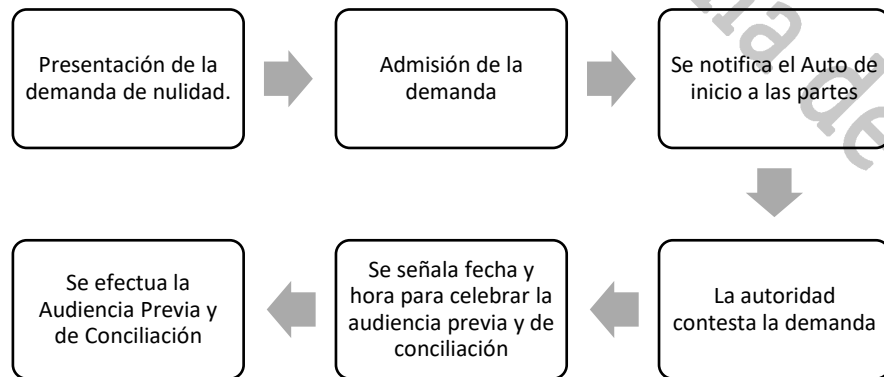 Presentación de la
demanda de nulidad.
Admisión de la
demanda
Se notifica el Auto de
inicio a las partes
La autoridad
contesta la demanda
Se señala fecha y
hora para celebrar la
audiencia previa y de
conciliación
Se efectua la
Audiencia Previa y
de Conciliación